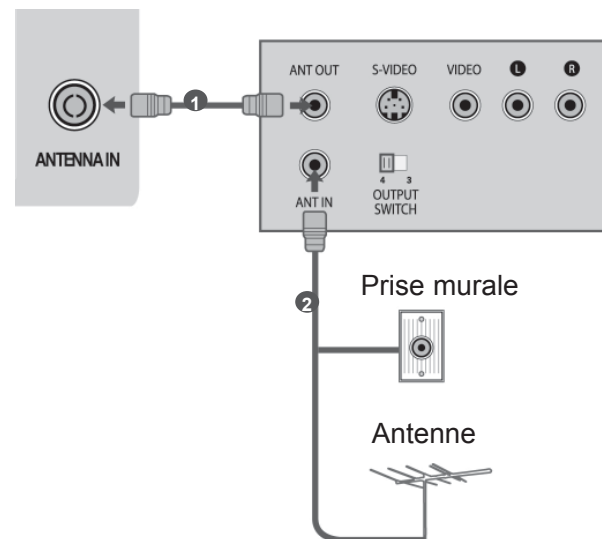 ANTENNA IN
1
ANT OUT
S-VIDEO
VIDEO
L
R
ANT IN
4 3
OUTPUT
SWITCH
2
Prise murale
Antenne